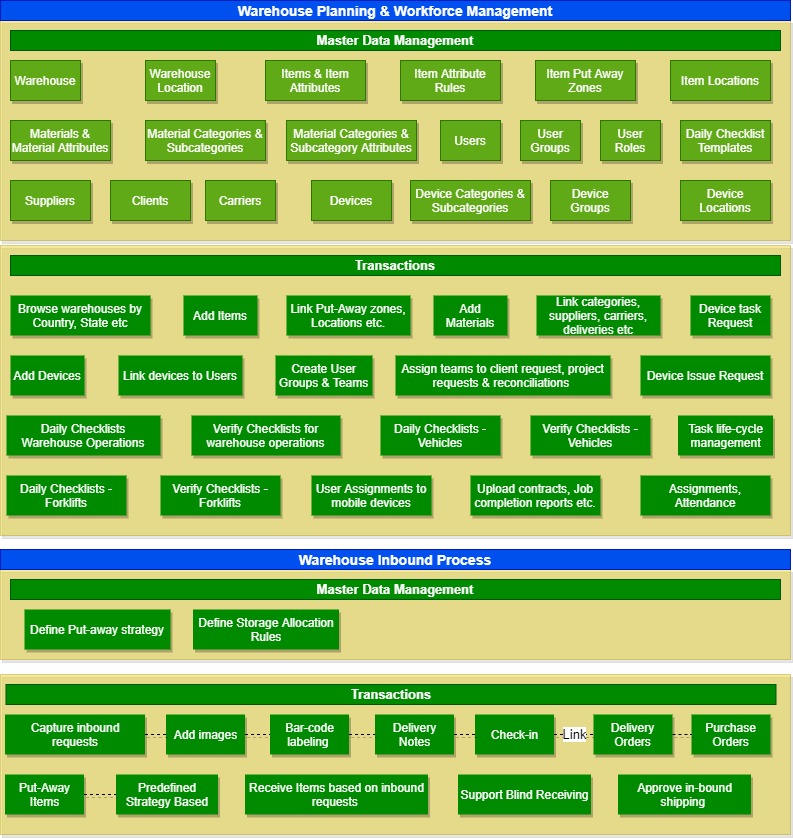 Warehouse Planning & Workforce Management
Master Data Management
Warehouse
Warehouse
Location
Items & Item
Attributes
Item Attribute
Rules
Item Put Away
Zones
Item Locations
Materials &
Material Attributes
Material Categories &
Subcategories
Material Categories &
Subcategory Attributes
Users
User
Groups
User
Roles
Daily Checklist
Templates
Suppliers
Clients
Carriers
Devices
Device Categories &
Subcategories
Device
Groups
Device
Locations
Transactions
Browse warehouses by
Country, State etc
Add Items
Link Put-Away zones,
Locations etc.
Add
Materials
Link categories,
suppliers, carriers,
deliveries etc
Device task
Request
Add Devices
Link devices to Users
Create User
Groups & Teams
Assign teams to client request, project
requests & reconciliations
Device Issue Request
Daily Checklists
Warehouse Operations
Verify Checklists for
warehouse operations
Daily Checklists -
Vehicles
Verify Checklists -
Vehicles
Task life-cycle
management
Daily Checklists -
Forklifts
Verify Checklists -
Forklifts
User Assignments to
mobile devices
Upload contracts, Job
completion reports etc.
Assignments,
Attendance
Warehouse Inbound Process
Master Data Management
Define Put-away strategy
Define Storage Allocation
Rules
Transactions
Capture inbound
requests
Add images
Bar-code
labeling
Delivery
Notes
Check-in
Link
Delivery
Orders
Purchase
Orders
Put-Away
Items
Predefined
Strategy Based
Receive Items based on inbound
requests
Support Blind Receiving
Approve in-bound
shipping